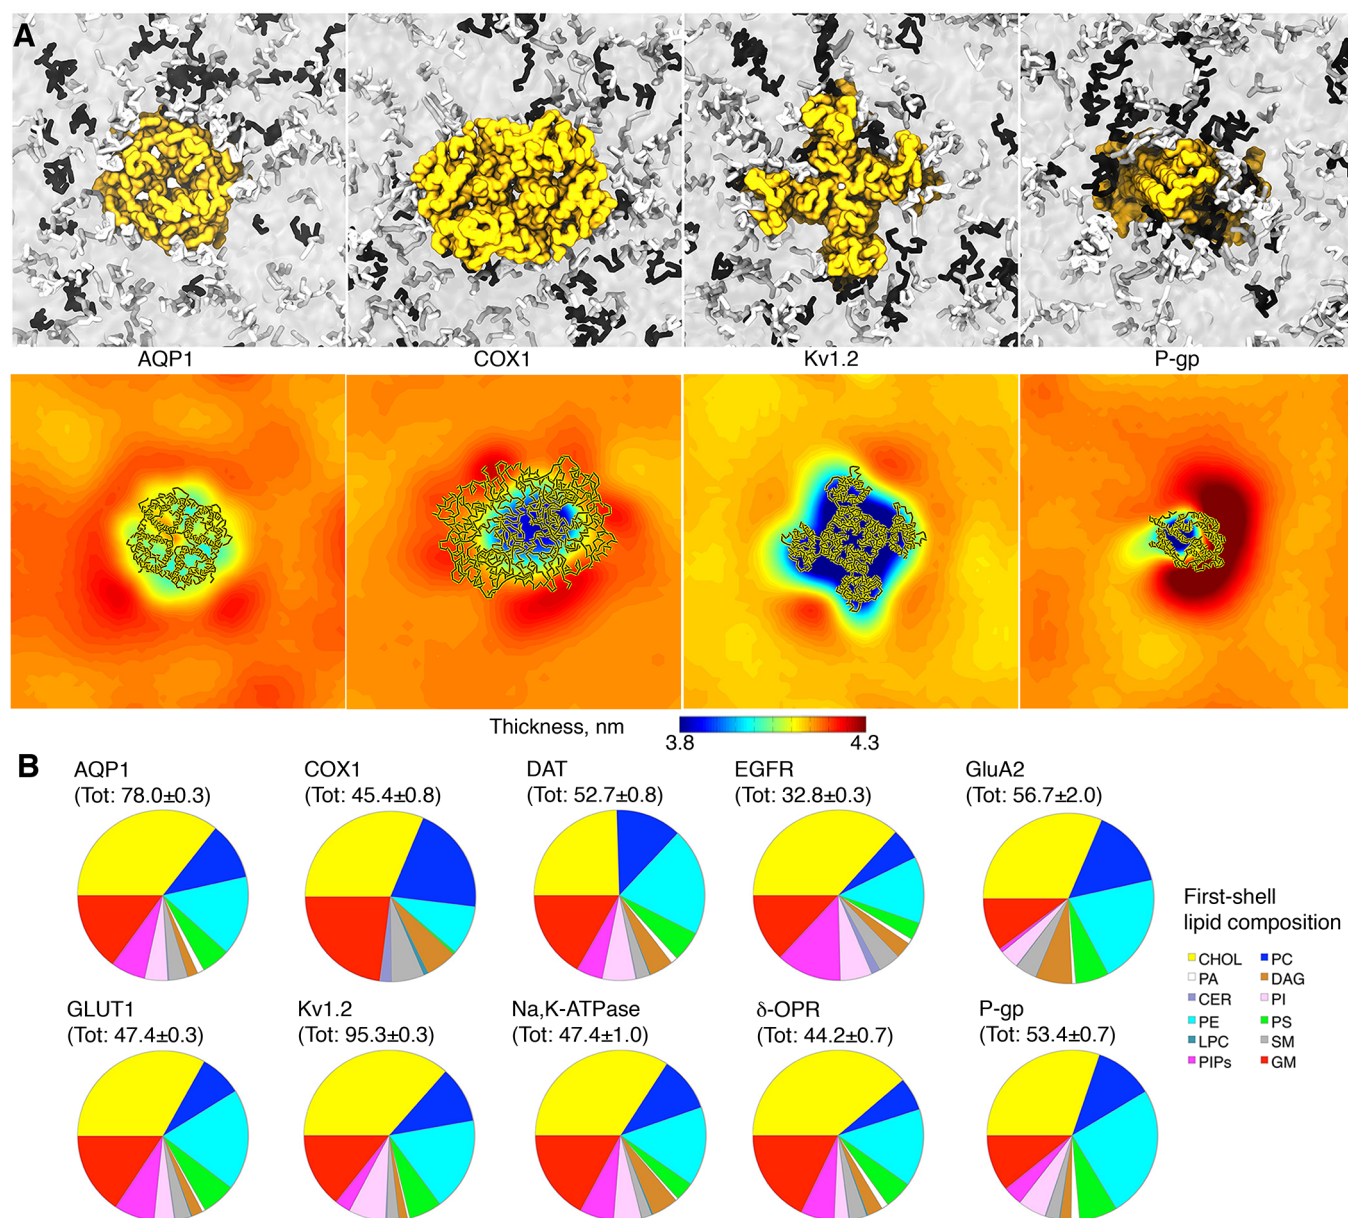 A
AQP1
COX1
Kv1.2
P-gp
Thickness, nm
3.8
4.3
B
AQP1
(Tot: 78.0±0.3)
COX1
(Tot: 45.4±0.8)
DAT
(Tot: 52.7±0.8)
EGFR
(Tot: 32.8±0.3)
GluA2
(Tot: 56.7±2.0)
First-shell
lipid composition
CHOL
PC
PA
DAG
CER
PI
PE
PS
LPC
SM
PIPs
GM
GLUT1
(Tot: 47.4±0.3)
Kv1.2
(Tot: 95.3±0.3)
Na,K-ATPase
(Tot: 47.4±1.0)
δ-OPR
(Tot: 44.2±0.7)
P-gp
(Tot: 53.4±0.7)